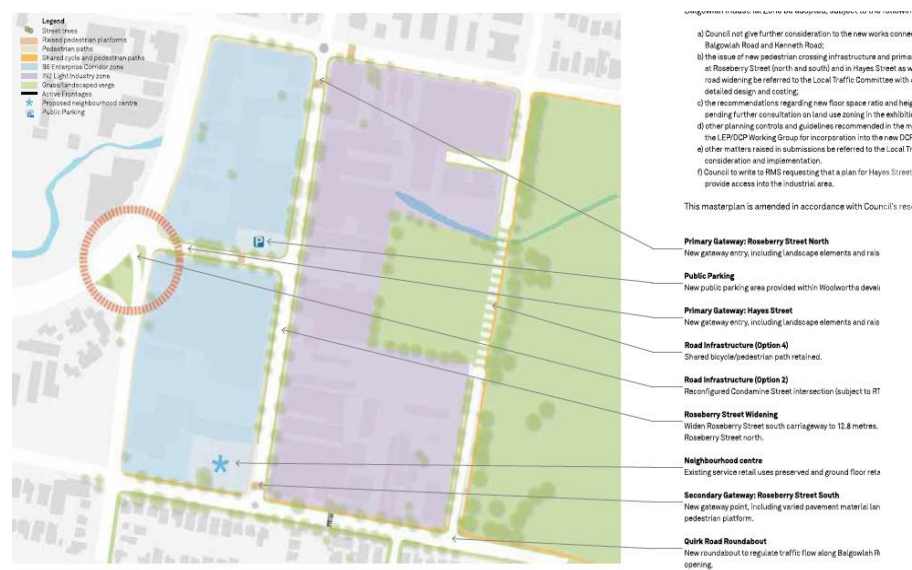 Legend
Street trees
Raised pedestrian platforms
Pedestrian paths
Shared cycle and pedestrian paths
B6 Enterprise Corridor zone
IN2 Light Industry zone
Grass/landscaped verge
Active Frontages
Proposed neighbourhood centre
P Public Parking
P
Balgowlah Industrial Zone be adopted, subject to the following
a) Council not give further consideration to the new works conne
Balgowlah Road and Kenneth Road;
b) the issue of new pedestrian crossing infrastructure and prima
at Roseberry Street (north and south) and in Hayes Street as w
road widening be referred to the Local Traffic Committee with
detailed design and costing;
c) the recommendations regarding new floor space ratio and heig
pending further consultation on land use zoning in the exhibiti
d) other planning controls and guidelines recommended in the m
the LEP/DCP Working Group for incorporation into the new DCP
e) other matters raised in submissions be referred to the Local Tr
consideration and implementation.
f) Council to write to RMS requesting that a plan for Hayes Street
provide access into the industrial area.
This masterplan is amended in accordance with Council's res
Primary Gateway: Roseberry Street North
New gateway entry, including landscape elements and rais
Public Parking
New public parking area provided within Woolworths devel
Primary Gateway: Hayes Street
New gateway entry, including landscape elements and rais
Road Infrastructure (Option 4)
Shared bicycle/pedestrian path retained.
Road Infrastructure (Option 2)
Reconfigured Condamine Street intersection (subject to RT
Roseberry Street Widening
Widen Roseberry Street south carriageway to 12.8 metres.
Roseberry Street north.
Neighbourhood centre
Existing service retail uses preserved and ground floor reta
Secondary Gateway: Roseberry Street South
New gateway point, including varied pavement material lan
pedestrian platform.
Quirk Road Roundabout
New roundabout to regulate traffic flow along Balgowlah R
opening.